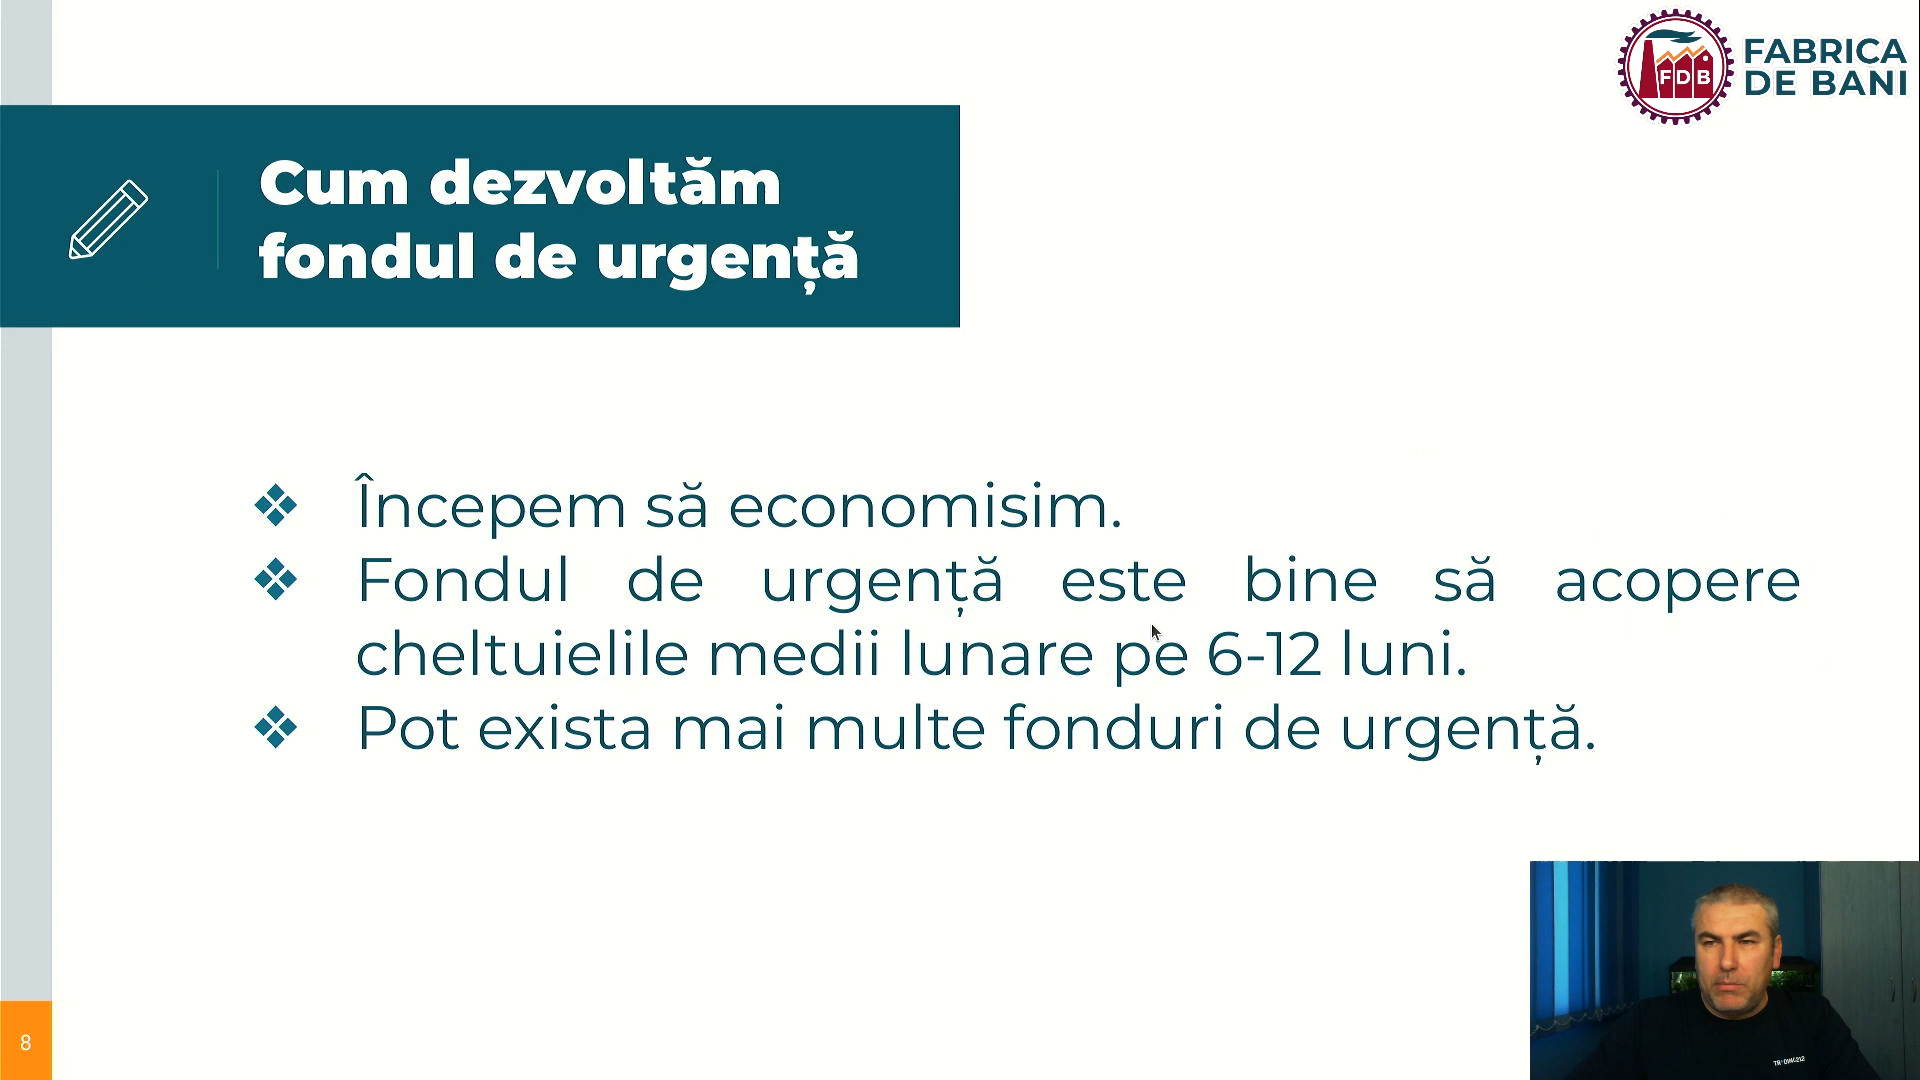 FABRICA
DE BANI
FDB
Cum dezvoltăm
fondul de urgență
❖ Începem să economisim.
❖ Fondul de urgență este bine să acopere
cheltuielile medii lunare pe 6-12 luni.
❖ Pot exista mai multe fonduri de urgență.
8